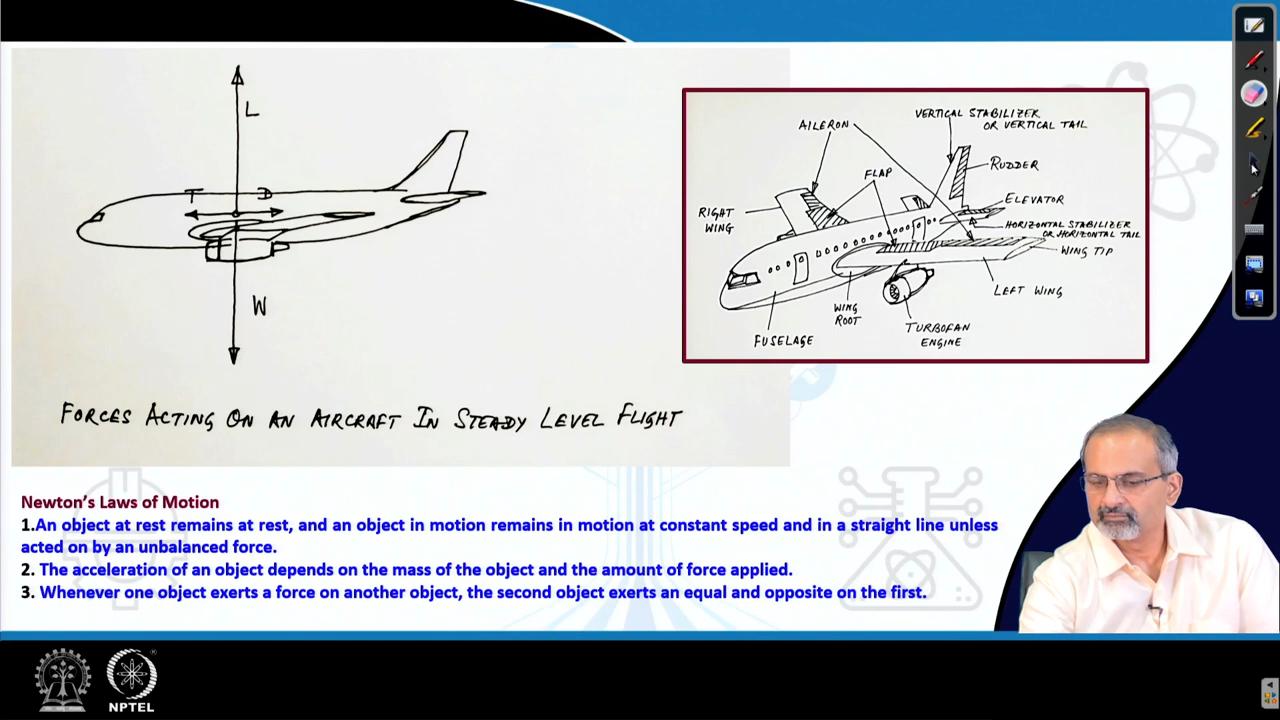 L
T
D
W
FORCES ACTING ON AN AIRCRAFT IN STEADY LEVEL FLIGHT
AILERON
VERTICAL STABILIZER
OR VERTICAL TAIL
FLAP
RUDDER
RIGHT
WING
ELEVATOR
HORIZONTAL STABILIZER
OR HORIZONTAL TAIL
WING TIP
LEFT WING
WING
ROOT
TURBOFAN
ENGINE
FUSELAGE
Newton's Laws of Motion
1.An object at rest remains at rest, and an object in motion remains in motion at constant speed and in a straight line unless
acted on by an unbalanced force.
2. The acceleration of an object depends on the mass of the object and the amount of force applied.
3. Whenever one object exerts a force on another object, the second object exerts an equal and opposite on the first.
NPTEL